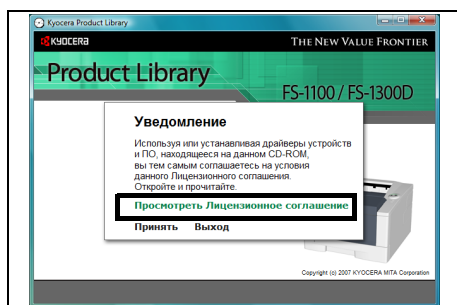 Kyocera Product Library
KYOCERA
THE NEW VALUE FRONTIER
Product Library
FS-1100 / FS-1300D
Уведомление
Используя или устанавливая драйверы устройств
и ПО, находящееся на данном CD-ROM,
вы тем самым соглашаетесь на условия
данного Лицензионного соглашения.
Откройте и прочитайте.
Просмотреть Лицензионное соглашение
Принять Выход
Copyright (c) 2007 KYOCERA MITA Corporation